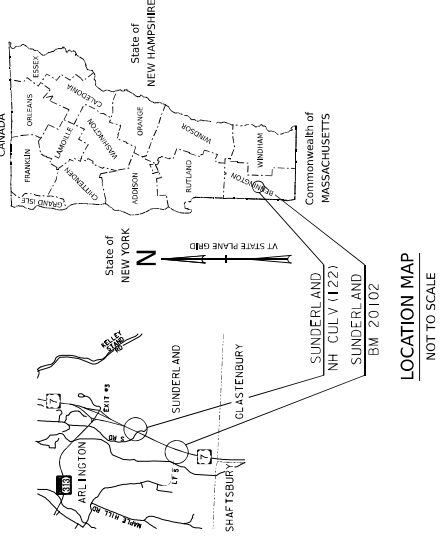 CANADA
ESSEX
ORLEANS
FRANKLIN
GRAND ISLE
LAMOILLE
CALEDONIA
CHITTENDEN
WASHINGTON
State of
NEW HAMPSHIRE
ADDISON
ORANGE
RUTLAND
WINDSOR
BENNINGTON
WINDHAM
State of
NEW YORK
Commonwealth of
MASSACHUSETTS
N
VT STATE PLANE GRID
KELLEY
STAND
RD
7
EXIT #3
S RD
313
ARLINGTON
SUNDERLAND
MAPLE HILL RD
7
SHAFTSBURY
GLASTENBURY
SUNDERLAND
NH CULV (122)
SUNDERLAND
BM 20102
LOCATION MAP
NOT TO SCALE